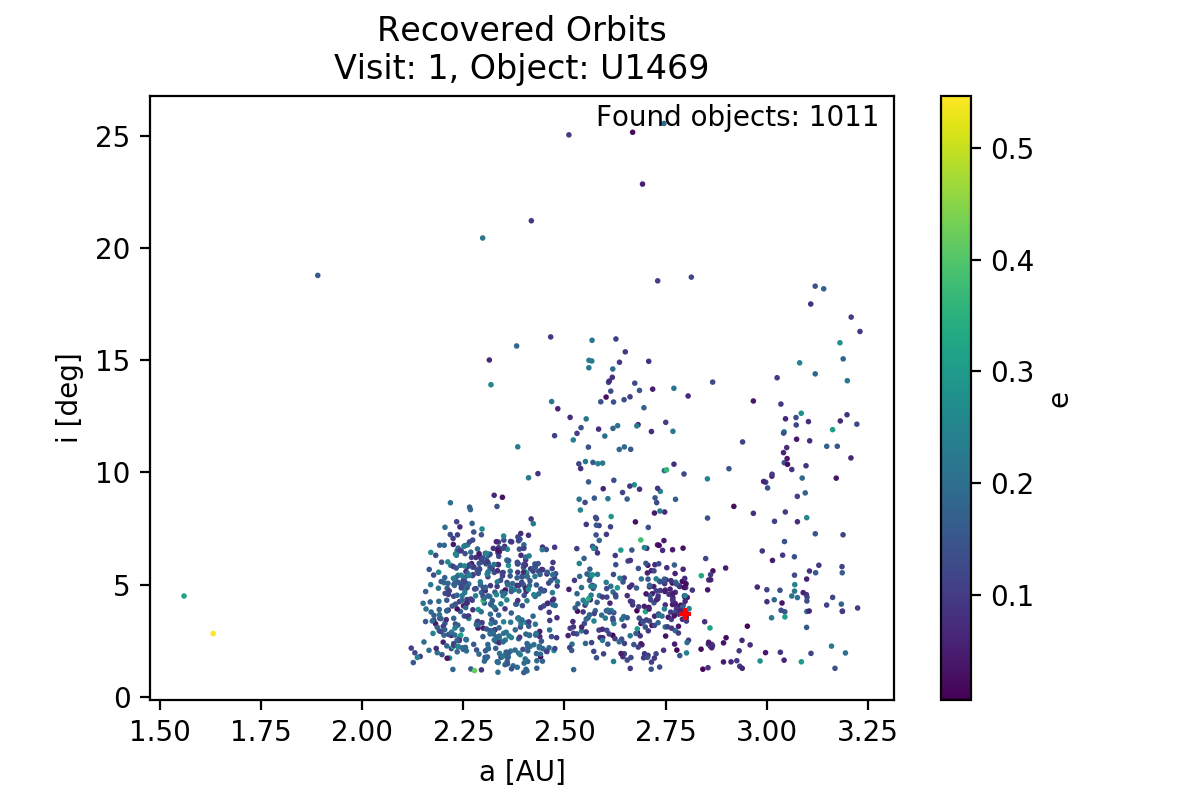 Recovered Orbits
Visit: 1, Object: U1469
Found objects: 1011
25
20
15
10
5
0
i [deg]
1.50 1.75 2.00 2.25 2.50 2.75 3.00 3.25
a [AU]
0.5
0.4
0.3
0.2
0.1
e